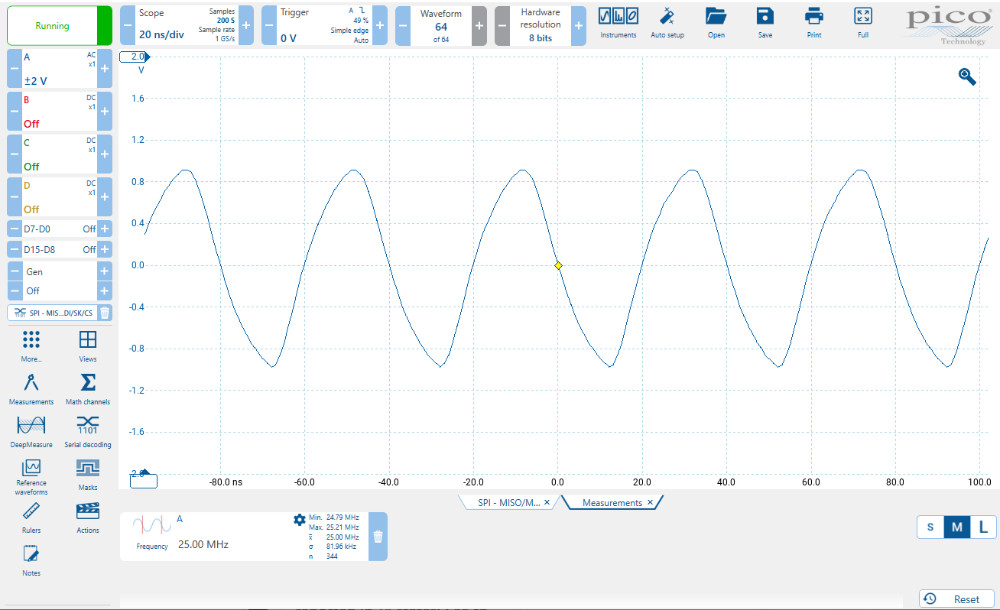 Running
Scope
20 ns/div
Samples
200 S
Sample rate
1 GS/s
Trigger
0 V
A
49 %
Simple edge
Auto
Waveform
64
of 64
Hardware
resolution
8 bits
Instruments
Auto setup
Open
Save
Print
Full
pico
Technology
A
AC
x1
±2 V
B
DC
x1
Off
C
DC
x1
Off
D
DC
x1
Off
D7-D0 Off
D15-D8 Off
Gen
Off
1101
SPI - MIS...DI/SK/CS
More...
Views
Measurements
Math channels
DeepMeasure
1101
Serial decoding
Reference
waveforms
Masks
Rulers
Actions
Notes
2.0
V
1.6
1.2
0.8
0.4
0.0
-0.4
-0.8
-1.2
-1.6
-80.0 ns
-60.0
-40.0
-20.0
0.0
20.0
40.0
60.0
80.0
100.0
SPI - MISO/M... ×
Measurements ×
A
Frequency
25.00 MHz
Min. 24.79 MHz
Max. 25.21 MHz
x̄ 25.00 MHz
σ 81.96 kHz
n 344
S
M
L
Reset